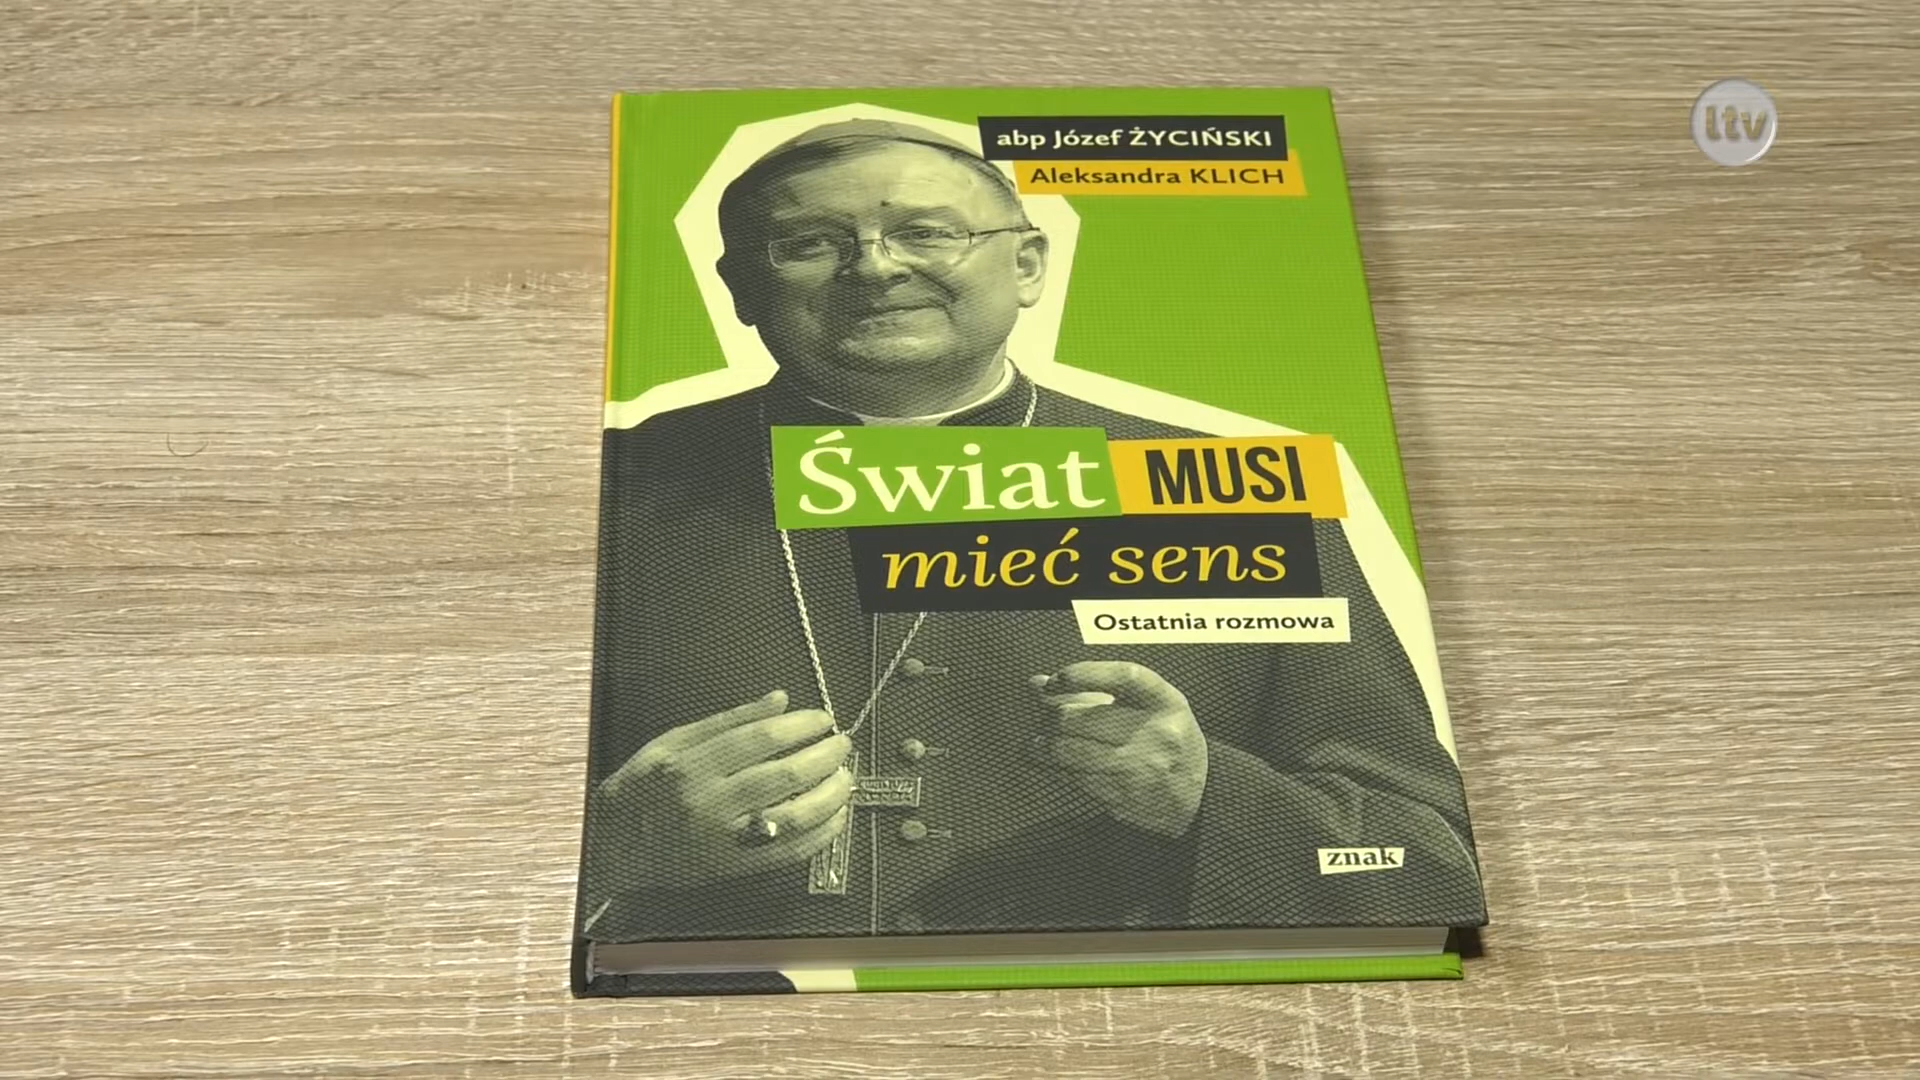 ltv
abp Józef ŻYCIŃSKI
Aleksandra KLICH
Świat MUSI
mieć sens
Ostatnia rozmowa
znak